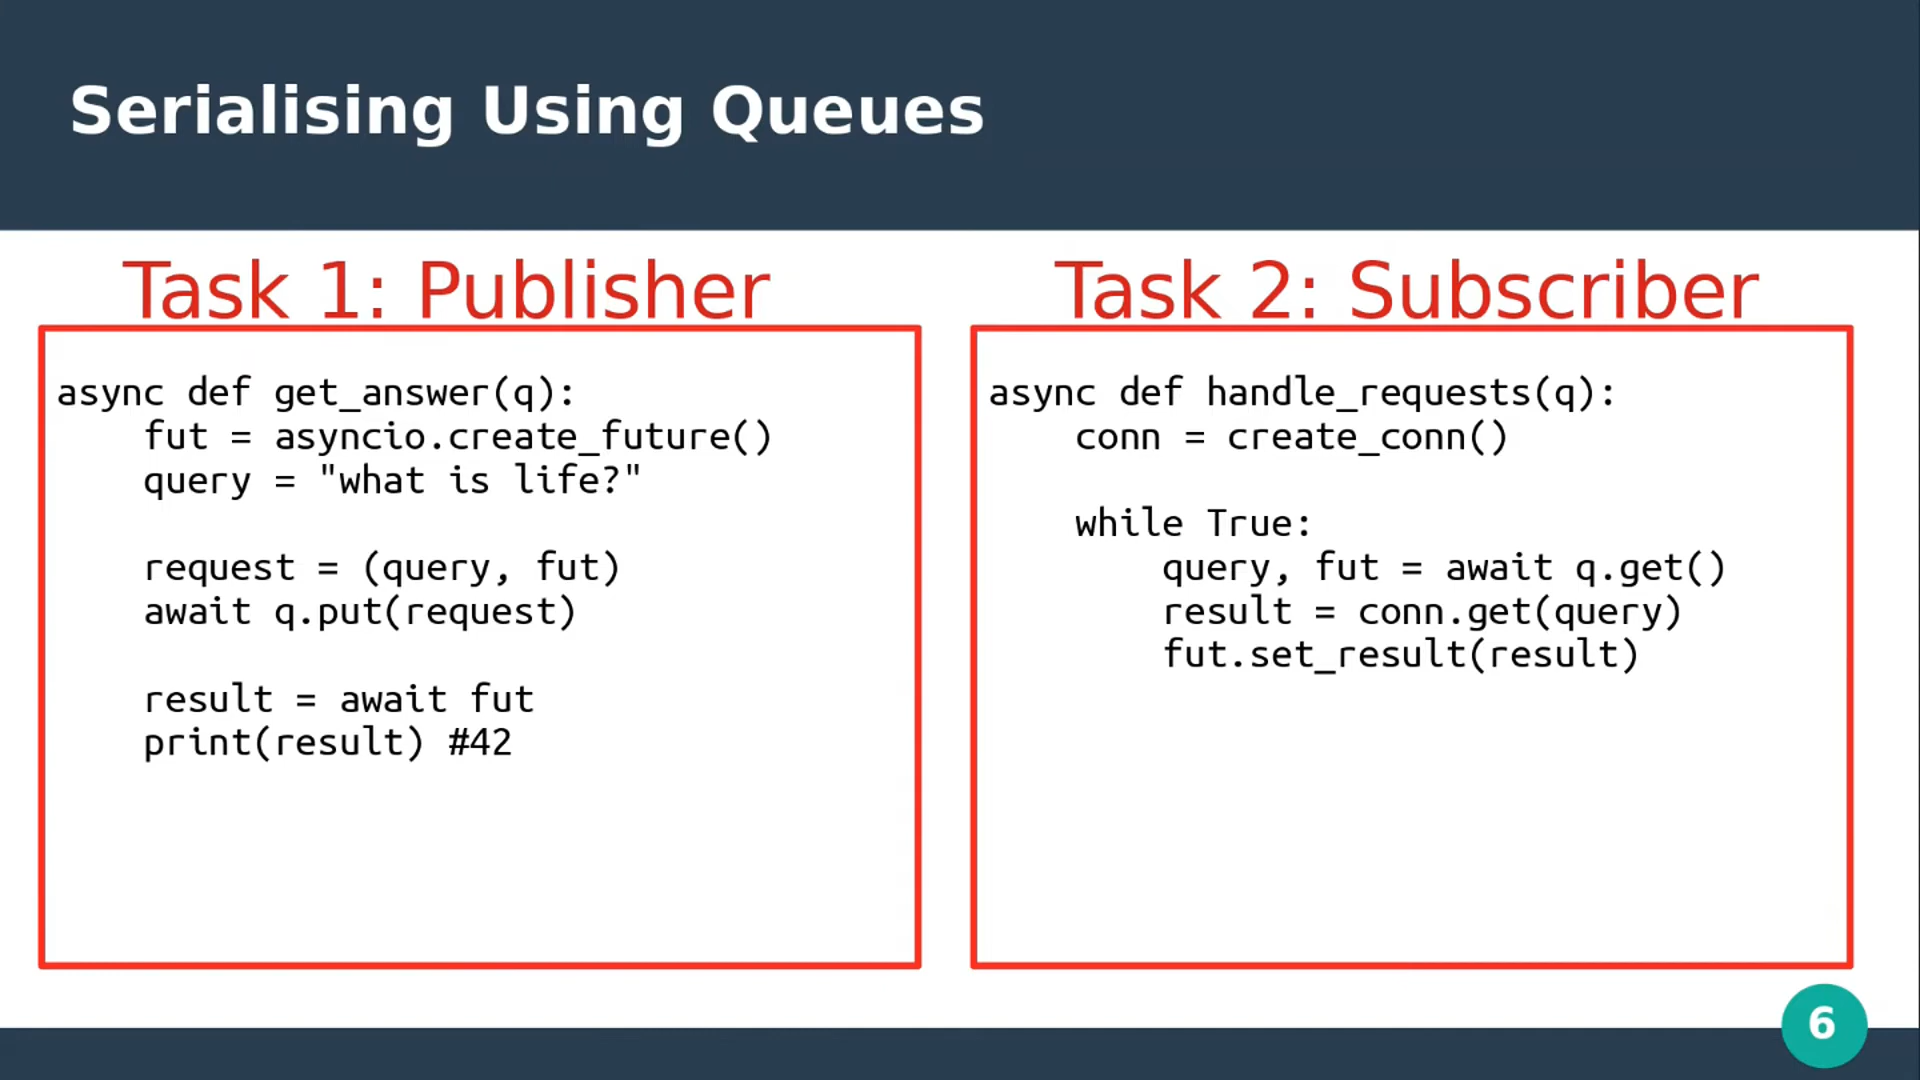 Serialising Using Queues
Task 1: Publisher
async def get_answer(q):
    fut = asyncio.create_future()
    query = "what is life?"
    request = (query, fut)
    await q.put(request)
    result = await fut
    print(result) #42
Task 2: Subscriber
async def handle_requests(q):
    conn = create_conn()
    while True:
        query, fut = await q.get()
        result = conn.get(query)
        fut.set_result(result)
6